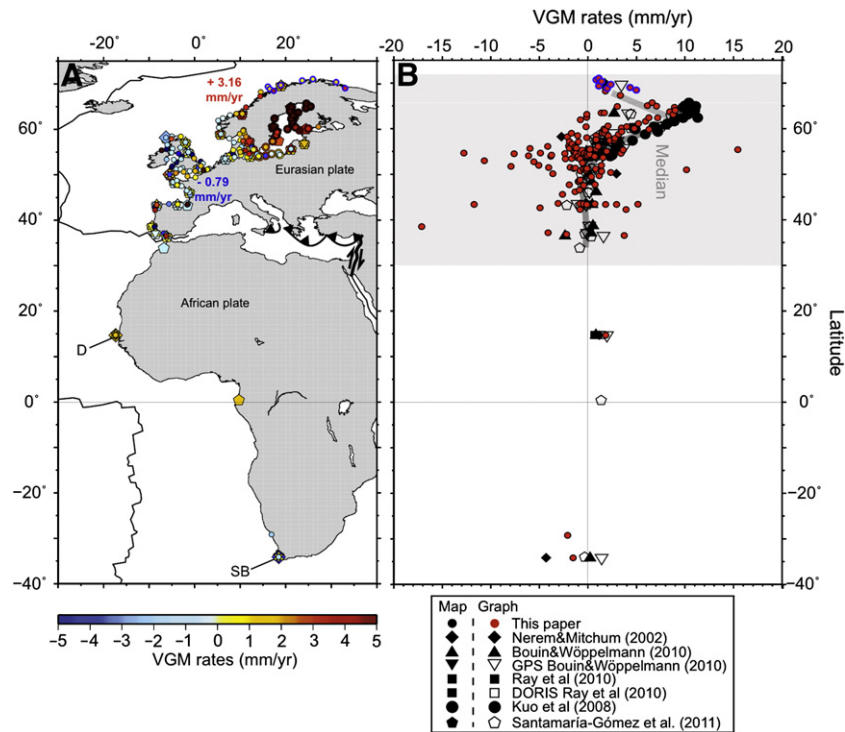 VGM rates (mm/yr)
−20° 0° 20°
−20 −15 −10 −5 0 5 10 15 20
A
B
+ 3.16
mm/yr
60°
60°
- 0.79
mm/yr
Eurasian plate
Median
40°
40°
African plate
20°
20°
D
Latitude
0°
0°
−20°
−20°
SB
−40°
−40°
−5 −4 −3 −2 −1 0 1 2 3 4 5
VGM rates (mm/yr)
Map Graph
This paper
Nerem&Mitchum (2002)
Bouin&Wöppelmann (2010)
GPS Bouin&Wöppelmann (2010)
Ray et al (2010)
DORIS Ray et al (2010)
Kuo et al (2008)
Santamaría-Gómez et al. (2011)